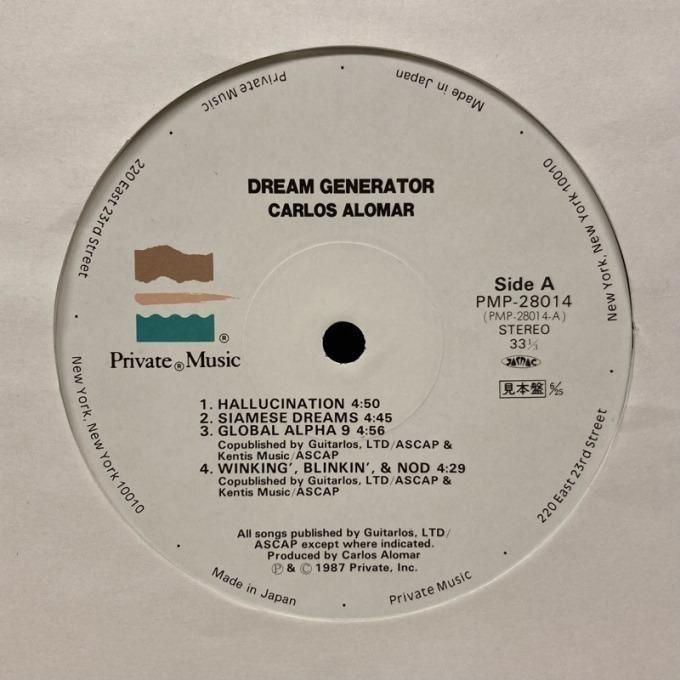 Private Music
Made in Japan
220 East 23rd Street
New York, New York 10010
DREAM GENERATOR
CARLOS ALOMAR
®
Private®Music
Side A
PMP-28014
(PMP-28014-A)
STEREO
33⅓
JASRAC
見本盤 6/25
1. HALLUCINATION 4:50
2. SIAMESE DREAMS 4:45
3. GLOBAL ALPHA 9 4:56
Copublished by Guitarlos, LTD/ASCAP &
Kentis Music/ASCAP
4. WINKING', BLINKIN', & NOD 4:29
Copublished by Guitarlos, LTD/ASCAP &
Kentis Music/ASCAP
All songs published by Guitarlos, LTD/
ASCAP except where indicated.
Produced by Carlos Alomar
℗ & © 1987 Private, Inc.
New York, New York 10010
220 East 23rd Street
Made in Japan
Private Music